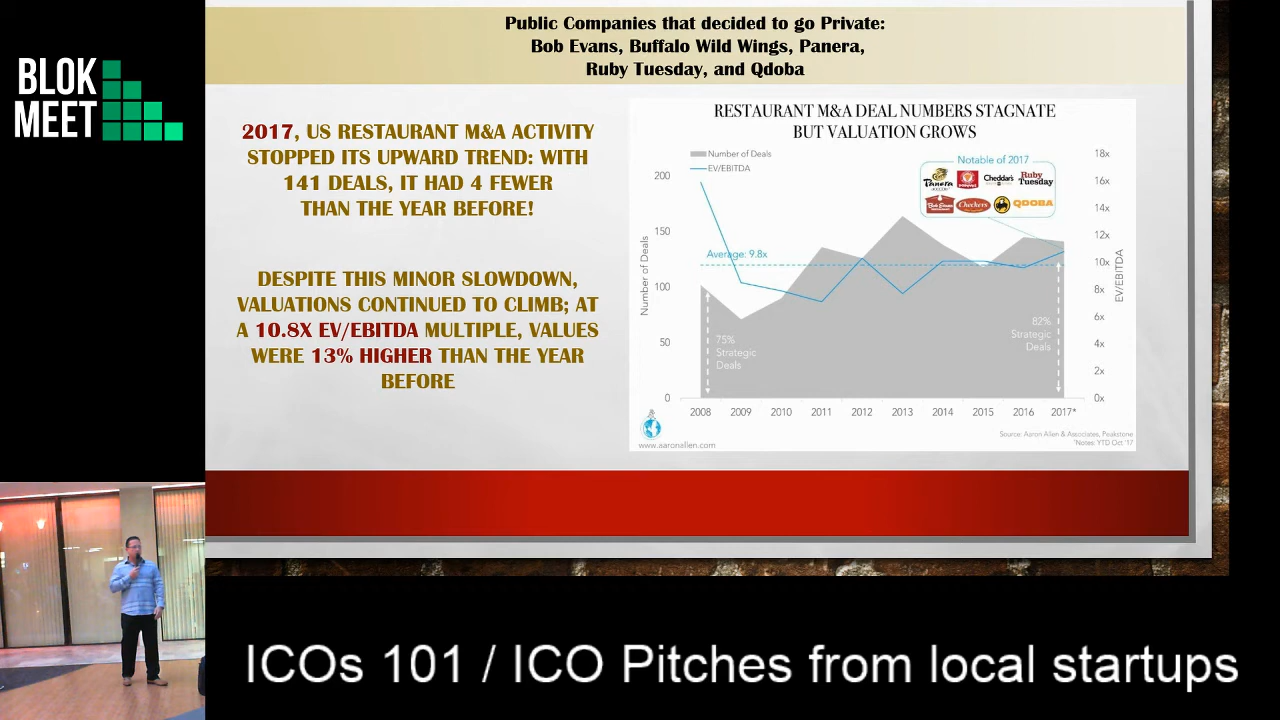 BLOK
MEET
Public Companies that decided to go Private:
Bob Evans, Buffalo Wild Wings, Panera,
Ruby Tuesday, and Qdoba
2017, US RESTAURANT M&A ACTIVITY
STOPPED ITS UPWARD TREND: WITH
141 DEALS, IT HAD 4 FEWER
THAN THE YEAR BEFORE!
DESPITE THIS MINOR SLOWDOWN,
VALUATIONS CONTINUED TO CLIMB; AT
A 10.8X EV/EBITDA MULTIPLE, VALUES
WERE 13% HIGHER THAN THE YEAR
BEFORE
RESTAURANT M&A DEAL NUMBERS STAGNATE
BUT VALUATION GROWS
Number of Deals
EV/EBITDA
Notable of 2017
Panera
Cheddar's
Ruby
Tuesday
Bob Evans
Checkers
QDOBA
Average: 9.8x
Number of Deals
200
150
100
50
0
18x
16x
14x
12x
10x
8x
6x
4x
2x
0x
EV/EBITDA
75%
Strategic
Deals
82%
Strategic
Deals
2008 2009 2010 2011 2012 2013 2014 2015 2016 2017*
www.aaronallen.com
Source: Aaron Allen & Associates, Peakstone
*Notes: YTD Oct.'17
ICOs 101 / ICO Pitches from local startups